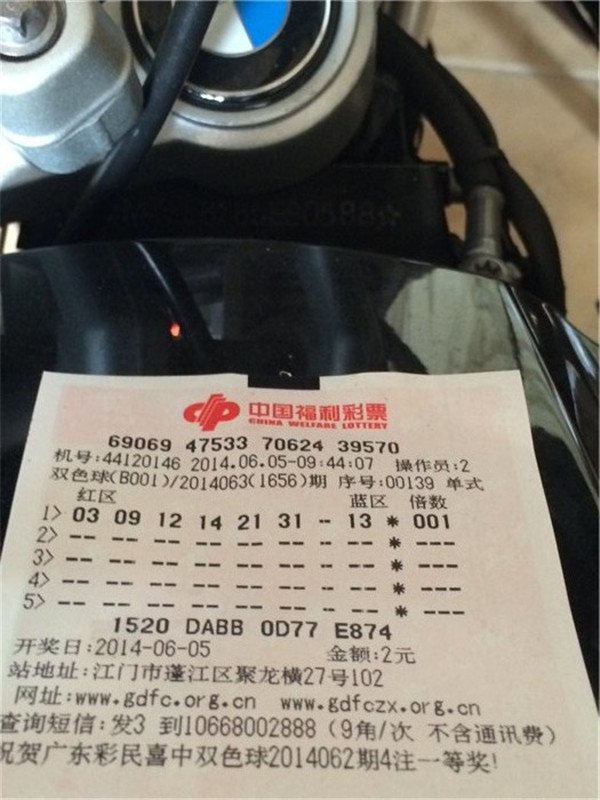 中国福利彩票
CHINA WELFARE LOTTERY
69069 47533 70624 39570
机号:44120146 2014.06.05-09:44:07 操作员:2
双色球(B001)/2014063(1656)期 序号:00139 单式
红区 蓝区 倍数
1> 03 09 12 14 21 31 -- 13 * 001
2> -- -- -- -- -- -- -- -- * ---
3> -- -- -- -- -- -- -- -- * ---
4> -- -- -- -- -- -- -- -- * ---
5> -- -- -- -- -- -- -- -- * ---
1520 DABB 0D77 E874
开奖日:2014-06-05 金额:2元
站地址:江门市蓬江区聚龙横27号102
网址:www.gdfc.org.cn www.gdfczx.org.cn
查询短信:发3 到10668002888(9角/次 不含通讯费)
祝贺广东彩民喜中双色球2014062期4注一等奖!